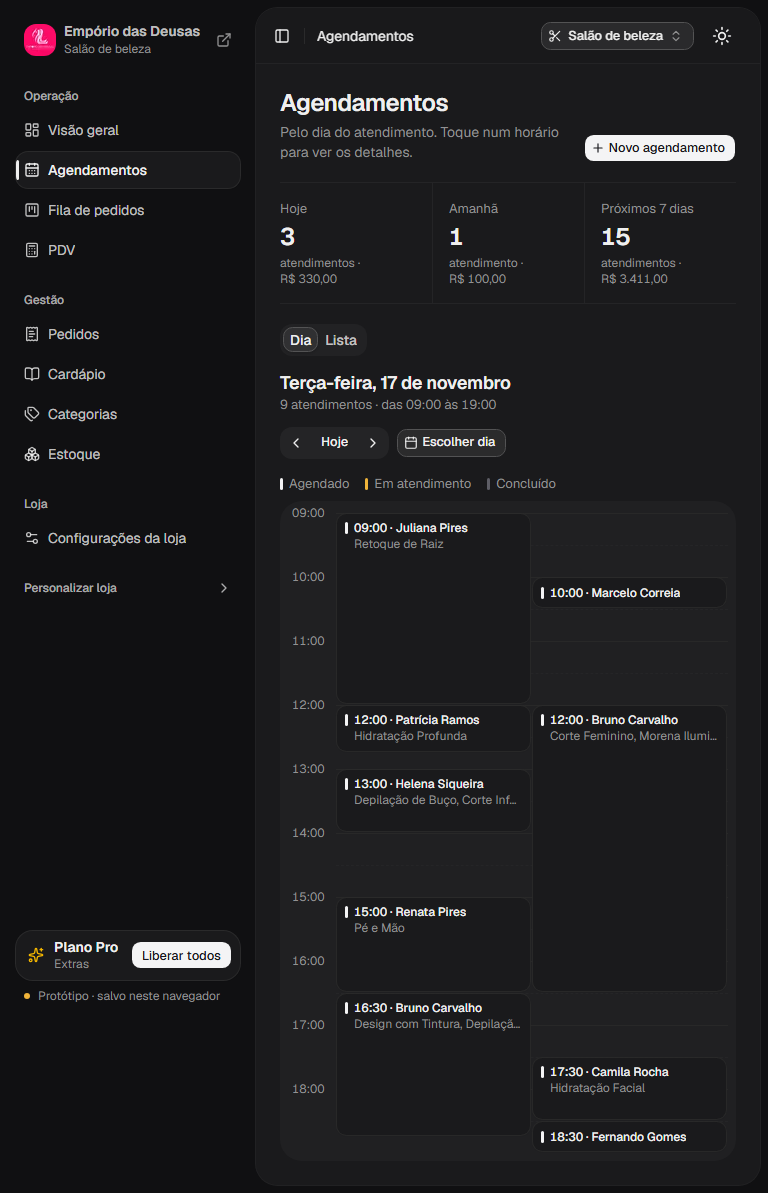 Empório das Deusas
Salão de beleza
Operação
Visão geral
Agendamentos
Fila de pedidos
PDV
Gestão
Pedidos
Cardápio
Categorias
Estoque
Loja
Configurações da loja
Personalizar loja
Plano Pro
Extras
Liberar todos
Protótipo · salvo neste navegador
Agendamentos
Salão de beleza
Agendamentos
Pelo dia do atendimento. Toque num horário
para ver os detalhes.
+ Novo agendamento
Hoje
3
atendimentos ·
R$ 330,00
Amanhã
1
atendimento ·
R$ 100,00
Próximos 7 dias
15
atendimentos ·
R$ 3.411,00
Dia Lista
Terça-feira, 17 de novembro
9 atendimentos · das 09:00 às 19:00
Hoje
Escolher dia
Agendado Em atendimento Concluído
09:00
09:00 · Juliana Pires
Retoque de Raiz
10:00
10:00 · Marcelo Correia
11:00
12:00
12:00 · Patrícia Ramos
Hidratação Profunda
12:00 · Bruno Carvalho
Corte Feminino, Morena Ilumi...
13:00
13:00 · Helena Siqueira
Depilação de Buço, Corte Inf...
14:00
15:00
15:00 · Renata Pires
Pé e Mão
16:00
16:30 · Bruno Carvalho
Design com Tintura, Depilaçã...
17:00
17:30 · Camila Rocha
Hidratação Facial
18:00
18:30 · Fernando Gomes